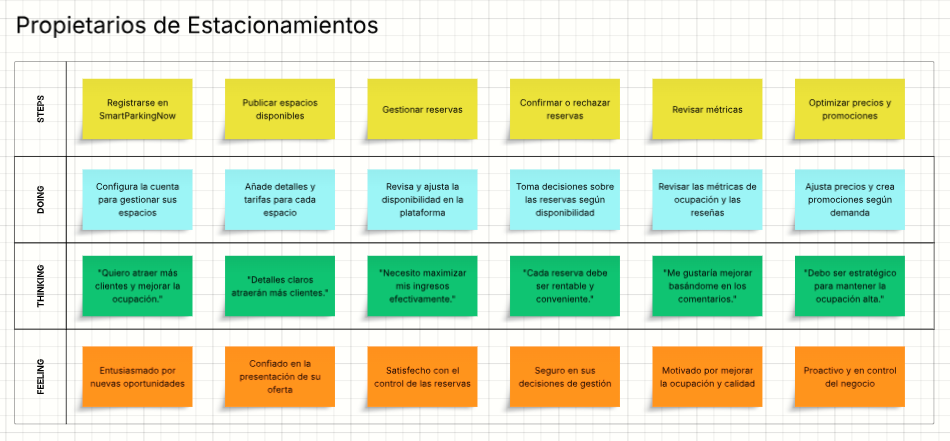 Propietarios de Estacionamientos
STEPS
Registrarse en
SmartParkingNow
Publicar espacios
disponibles
Gestionar reservas
Confirmar o rechazar
reservas
Revisar métricas
Optimizar precios y
promociones
DOING
Configura la cuenta
para gestionar sus
espacios
Añade detalles y
tarifas para cada
espacio
Revisa y ajusta la
disponibilidad en la
plataforma
Toma decisiones sobre
las reservas según
disponibilidad
Revisar las métricas de
ocupación y las
reseñas
Ajusta precios y crea
promociones según
demanda
THINKING
"Quiero atraer más
clientes y mejorar la
ocupación."
"Detalles claros
atraerán más clientes."
"Necesito maximizar
mis ingresos
efectivamente."
"Cada reserva debe
ser rentable y
conveniente."
"Me gustaría mejorar
basándome en los
comentarios."
"Debo ser estratégico
para mantener la
ocupación alta."
FEELING
Entusiasmado por
nuevas oportunidades
Confiado en la
presentación de su
oferta
Satisfecho con el
control de las reservas
Seguro en sus
decisiones de gestión
Motivado por mejorar
la ocupación y calidad
Proactivo y en control
del negocio